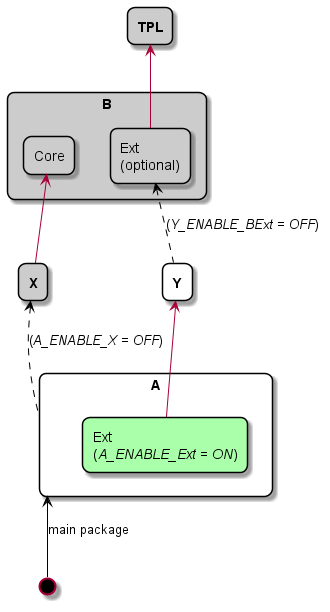 TPL
B
Core
Ext
(optional)
(Y_ENABLE_BExt = OFF)
X
Y
(A_ENABLE_X = OFF)
A
Ext
(A_ENABLE_Ext = ON)
main package